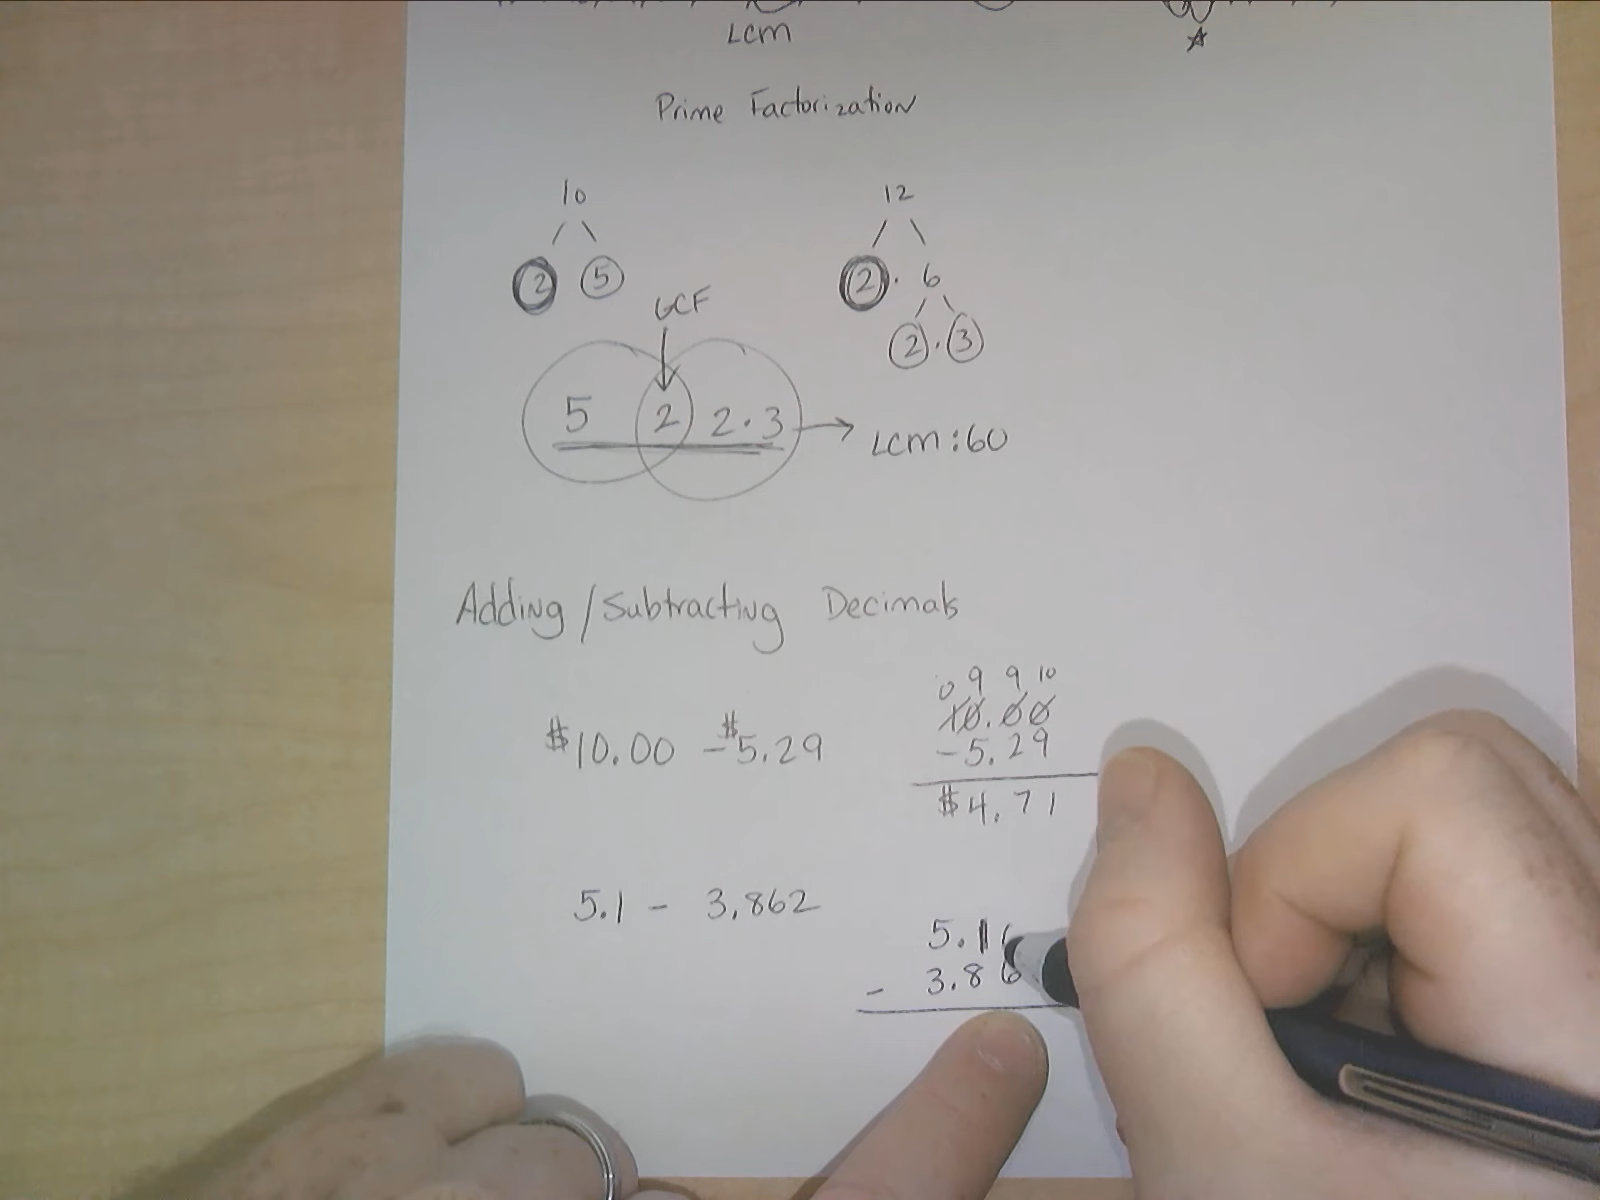 Lcm
Prime Factorization
10
12
2 5
2 · 6
GCF
2 · 3
5 2 2 · 3
Lcm: 60
Adding/Subtracting Decimals
0 9 9 10
10.00
$10.00 - $5.29
- 5.29
$4.71
5.1 - 3.862
5.1
- 3.86